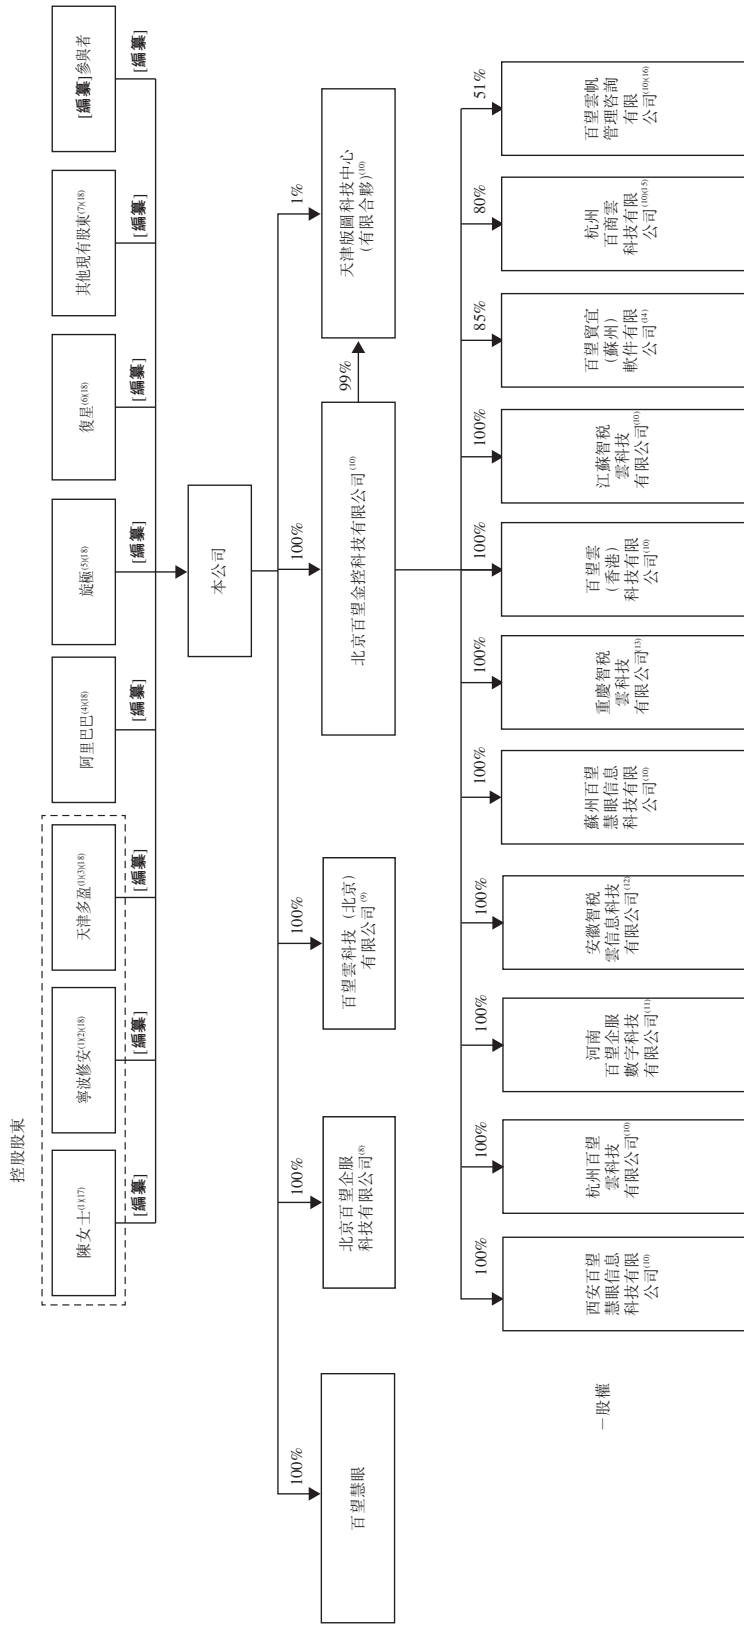 控股股東
陳女士(1)(17)
寧波修安(1)(2)(18)
天津多盈(1)(3)(18)
阿里巴巴(4)(18)
旋極(5)(18)
復星(6)(18)
其他現有股東(7)(18)
[編纂]參與者
[編纂]
[編纂]
[編纂]
[編纂]
[編纂]
[編纂]
[編纂]
[編纂]
本公司
100%
100%
100%
100%
1%
百望慧眼
北京百望企服
科技有限公司(8)
百望雲科技（北京）
有限公司(9)
北京百望金控科技有限公司(10)
99%
天津版圖科技中心
（有限合夥）(10)
100%
100%
100%
100%
100%
100%
100%
100%
85%
80%
51%
西安百望
慧眼信息
科技有限
公司(10)
杭州百望
雲科技
有限公司(10)
河南
百望企服
數字科技
有限公司(11)
安徽智稅
雲信息科技
有限公司(12)
蘇州百望
慧眼信息
科技有限
公司(10)
重慶智稅
雲科技
有限公司(13)
百望雲
（香港）
科技有限
公司(10)
江蘇智稅
雲科技
有限公司(10)
百望貿宜
（蘇州）
軟件有限
公司(14)
杭州
百商雲
科技有限
公司(10)(15)
百望雲帆
管理咨詢
有限
公司(10)(16)
－股權